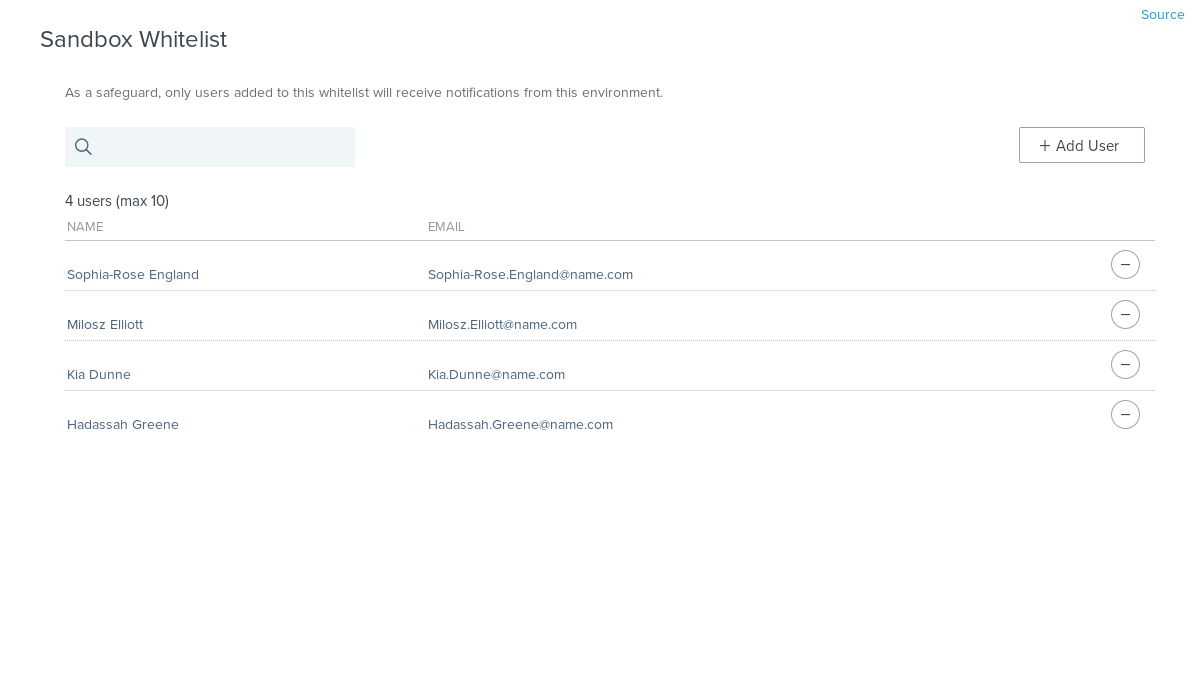 Source
Sandbox Whitelist
As a safeguard, only users added to this whitelist will receive notifications from this environment.
+ Add User
4 users (max 10)
NAME EMAIL
Sophia-Rose England Sophia-Rose.England@name.com
Milosz Elliott Milosz.Elliott@name.com
Kia Dunne Kia.Dunne@name.com
Hadassah Greene Hadassah.Greene@name.com